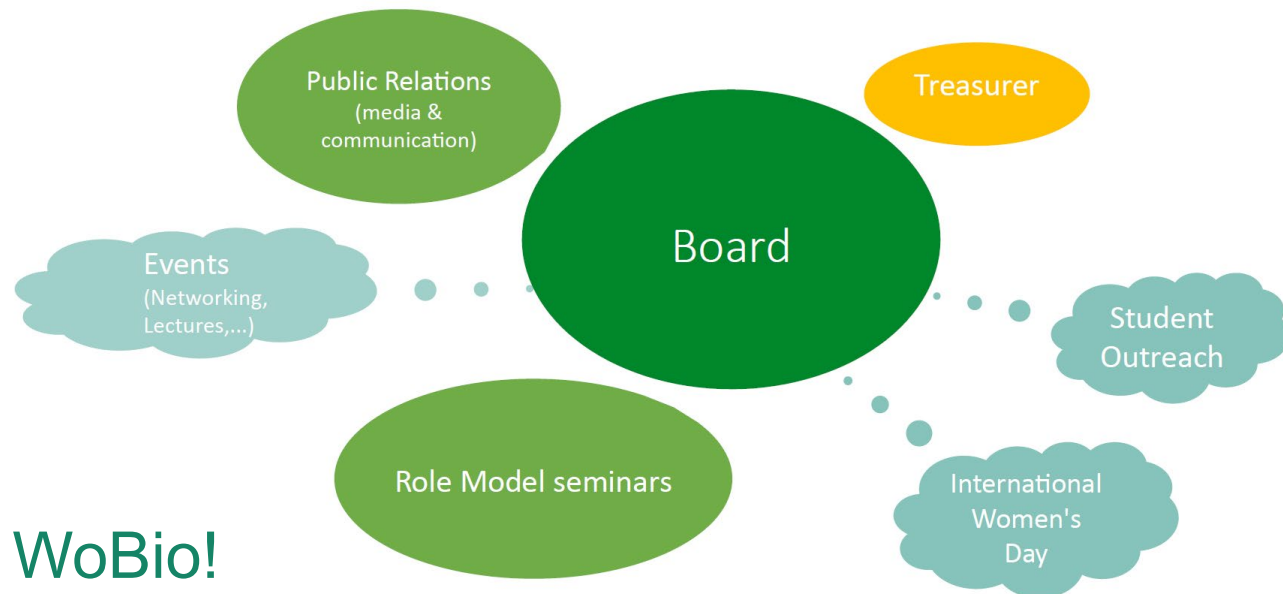 Public Relations
(media &
communication)
Treasurer
Board
Events
(Networking,
Lectures,...)
Student
Outreach
Role Model seminars
International
Women's
Day
WoBio!